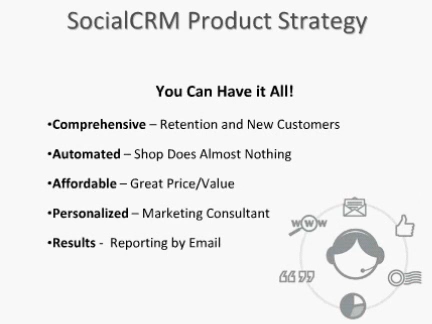 SocialCRM Product Strategy
You Can Have it All!
•Comprehensive – Retention and New Customers
•Automated – Shop Does Almost Nothing
•Affordable – Great Price/Value
•Personalized – Marketing Consultant
•Results - Reporting by Email
WWW